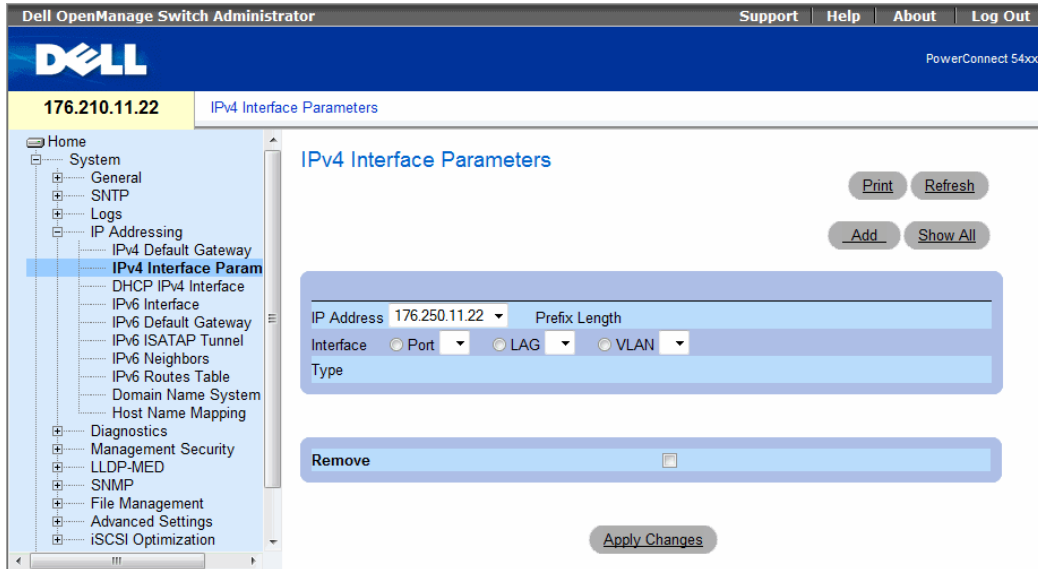 Dell OpenManage Switch Administrator Support Help About Log Out
DELL
PowerConnect 54xx
176.210.11.22 IPv4 Interface Parameters
Home
System
General
SNTP
Logs
IP Addressing
IPv4 Default Gateway
IPv4 Interface Param
DHCP IPv4 Interface
IPv6 Interface
IPv6 Default Gateway
IPv6 ISATAP Tunnel
IPv6 Neighbors
IPv6 Routes Table
Domain Name System
Host Name Mapping
Diagnostics
Management Security
LLDP-MED
SNMP
File Management
Advanced Settings
iSCSI Optimization
IPv4 Interface Parameters
Print Refresh
Add Show All
IP Address 176.250.11.22 Prefix Length
Interface Port LAG VLAN
Type
Remove
Apply Changes